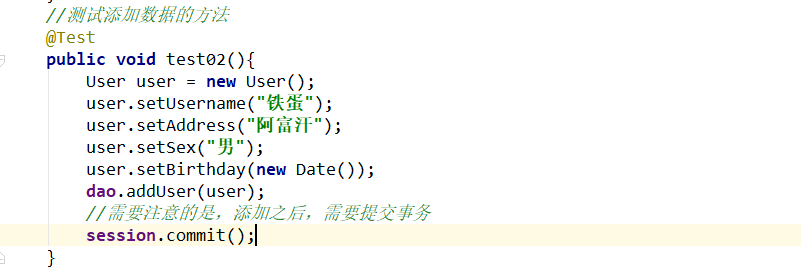 //测试添加数据的方法
@Test
public void test02(){
User user = new User();
user.setUsername("铁蛋");
user.setAddress("阿富汗");
user.setSex("男");
user.setBirthday(new Date());
dao.addUser(user);
//需要注意的是，添加之后，需要提交事务
session.commit();
}